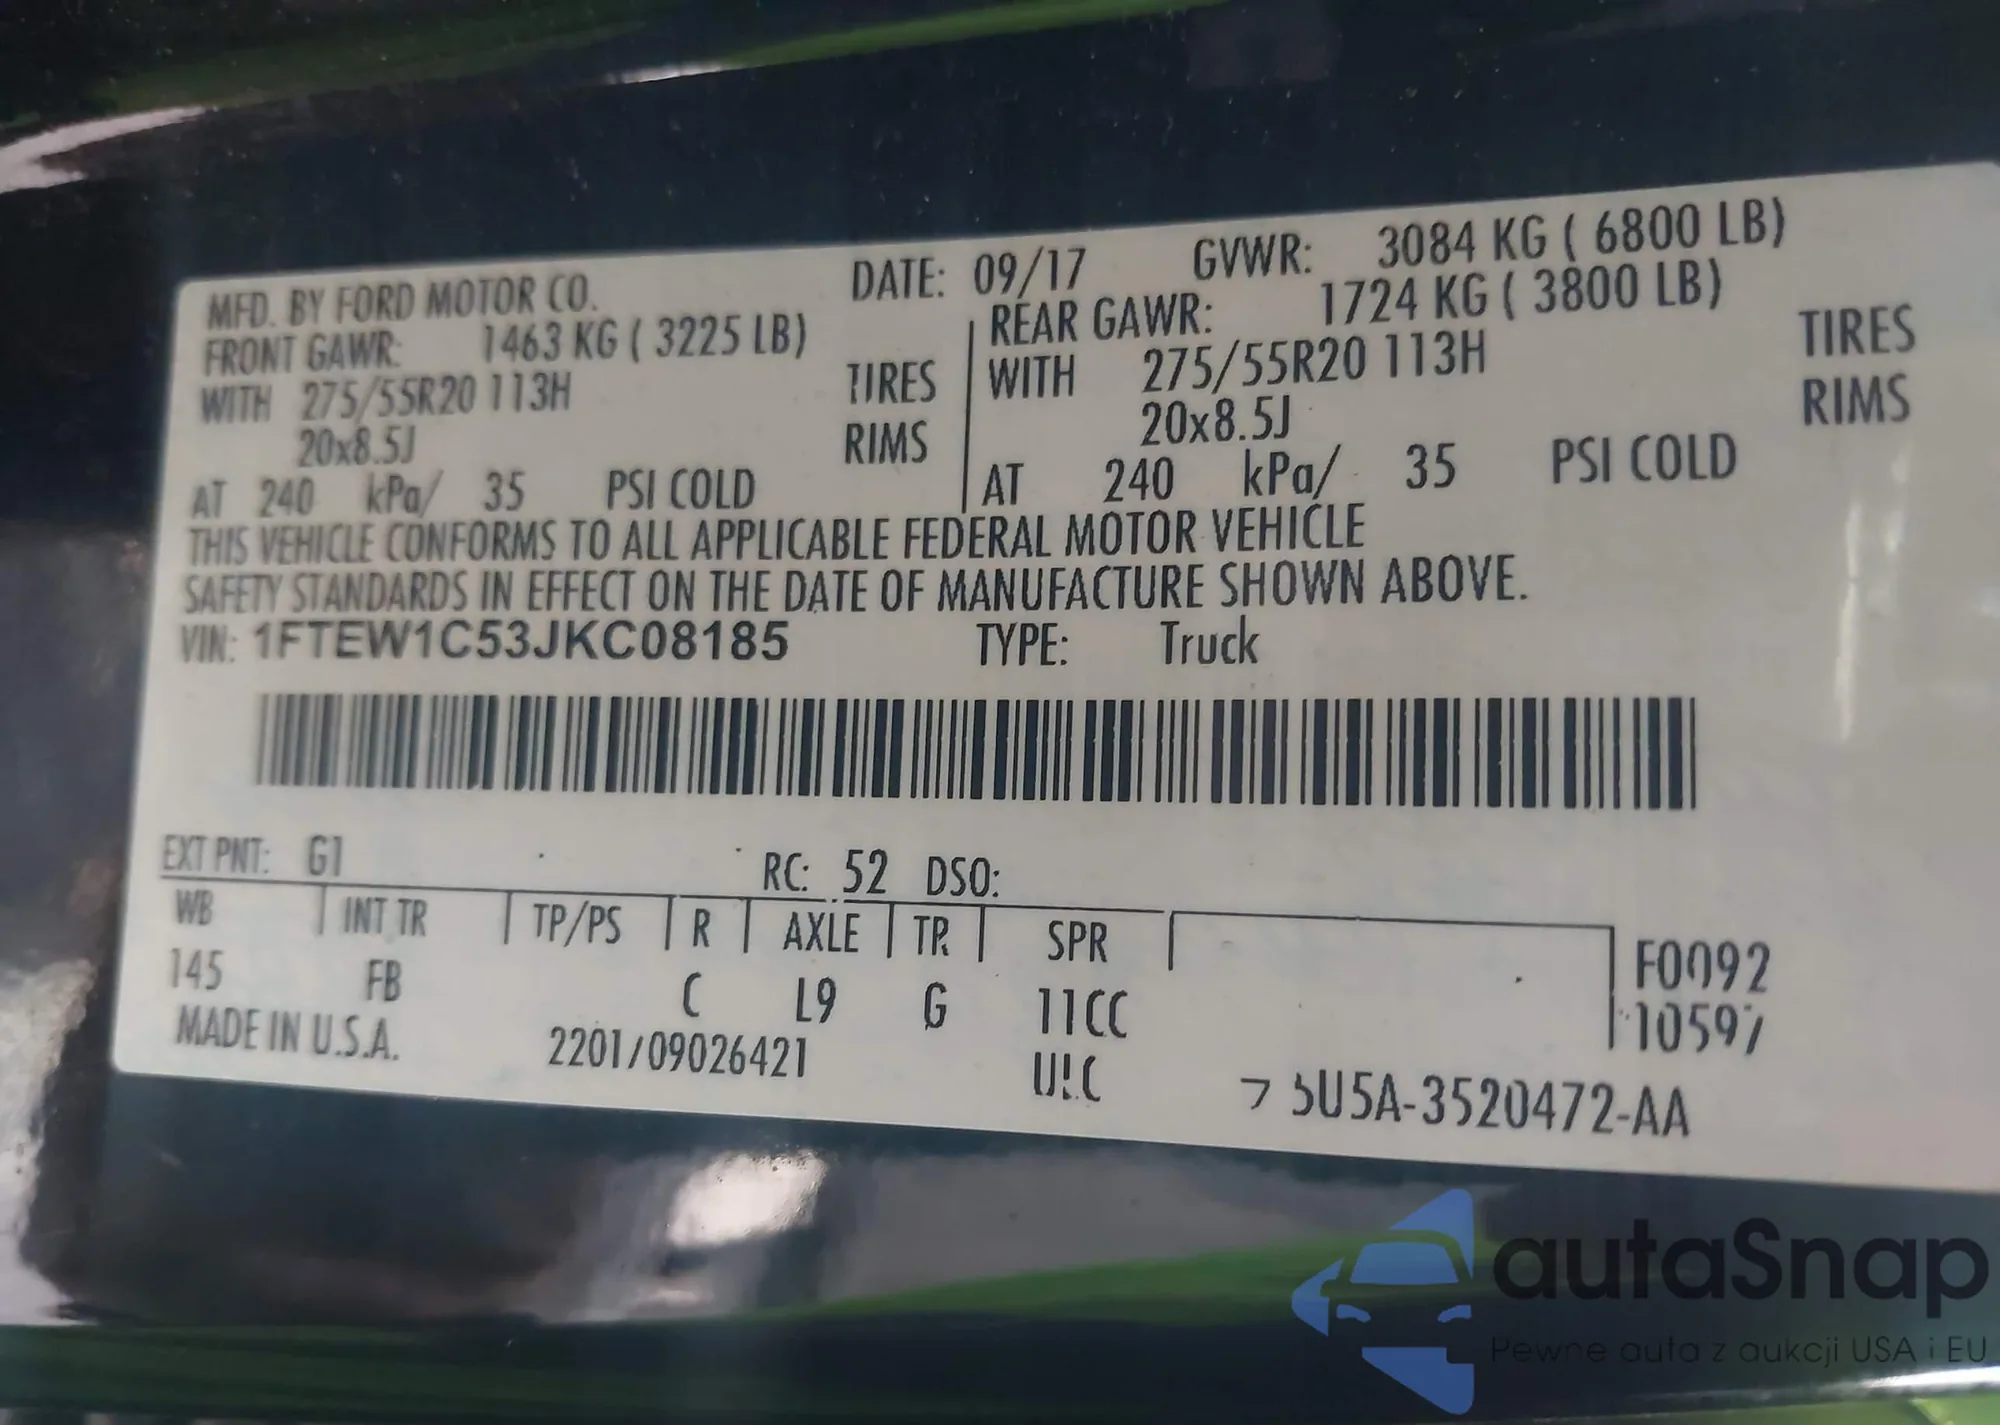 MFD. BY FORD MOTOR CO. DATE: 09/17 GVWR: 3084 KG ( 6800 LB)
FRONT GAWR: 1463 KG ( 3225 LB) REAR GAWR: 1724 KG ( 3800 LB)
WITH 275/55R20 113H TIRES WITH 275/55R20 113H TIRES
20x8.5J RIMS 20x8.5J RIMS
AT 240 kPa/ 35 PSI COLD AT 240 kPa/ 35 PSI COLD
THIS VEHICLE CONFORMS TO ALL APPLICABLE FEDERAL MOTOR VEHICLE
SAFETY STANDARDS IN EFFECT ON THE DATE OF MANUFACTURE SHOWN ABOVE.
VIN: 1FTEW1C53JKC08185 TYPE: Truck
EXT PNT: G1 RC: 52 DSO:
WB INT TR TP/PS R AXLE TR SPR F0092
145 FB C L9 G 11CC 10597
MADE IN U.S.A. 2201/09026421 5U5A-3520472-AA
autaSnap
Pewne auta z aukcji USA i EU